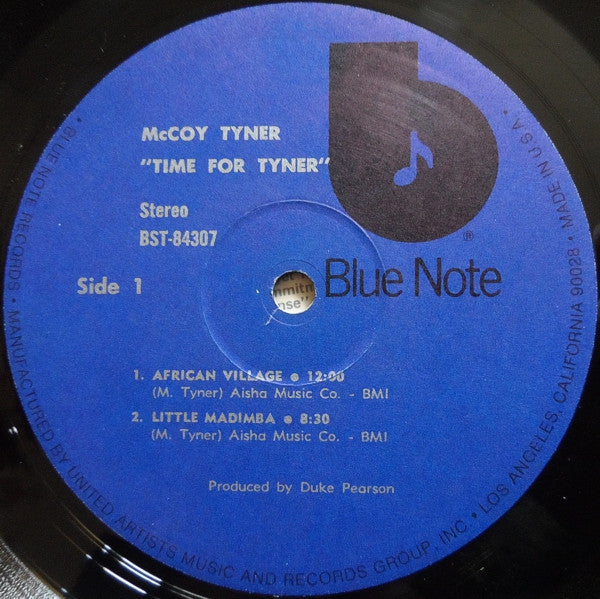 McCOY TYNER
"TIME FOR TYNER"
Stereo
BST-84307
Side 1
®
Blue Note
1. AFRICAN VILLAGE • 12:00
(M. Tyner) Aisha Music Co. - BMI
2. LITTLE MADIMBA • 8:30
(M. Tyner) Aisha Music Co. - BMI
Produced by Duke Pearson
• BLUE NOTE RECORDS • MANUFACTURED BY UNITED ARTISTS MUSIC AND RECORDS GROUP, INC • LOS ANGELES, CALIFORNIA 90028 • MADE IN U S A •